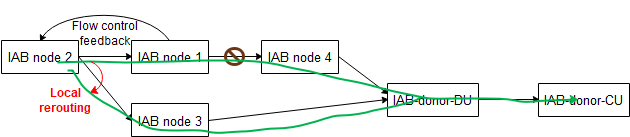 Flow control
feedback
IAB node 2
IAB node 1
IAB node 4
Local
rerouting
IAB node 3
IAB-donor-DU
IAB-donor-CU